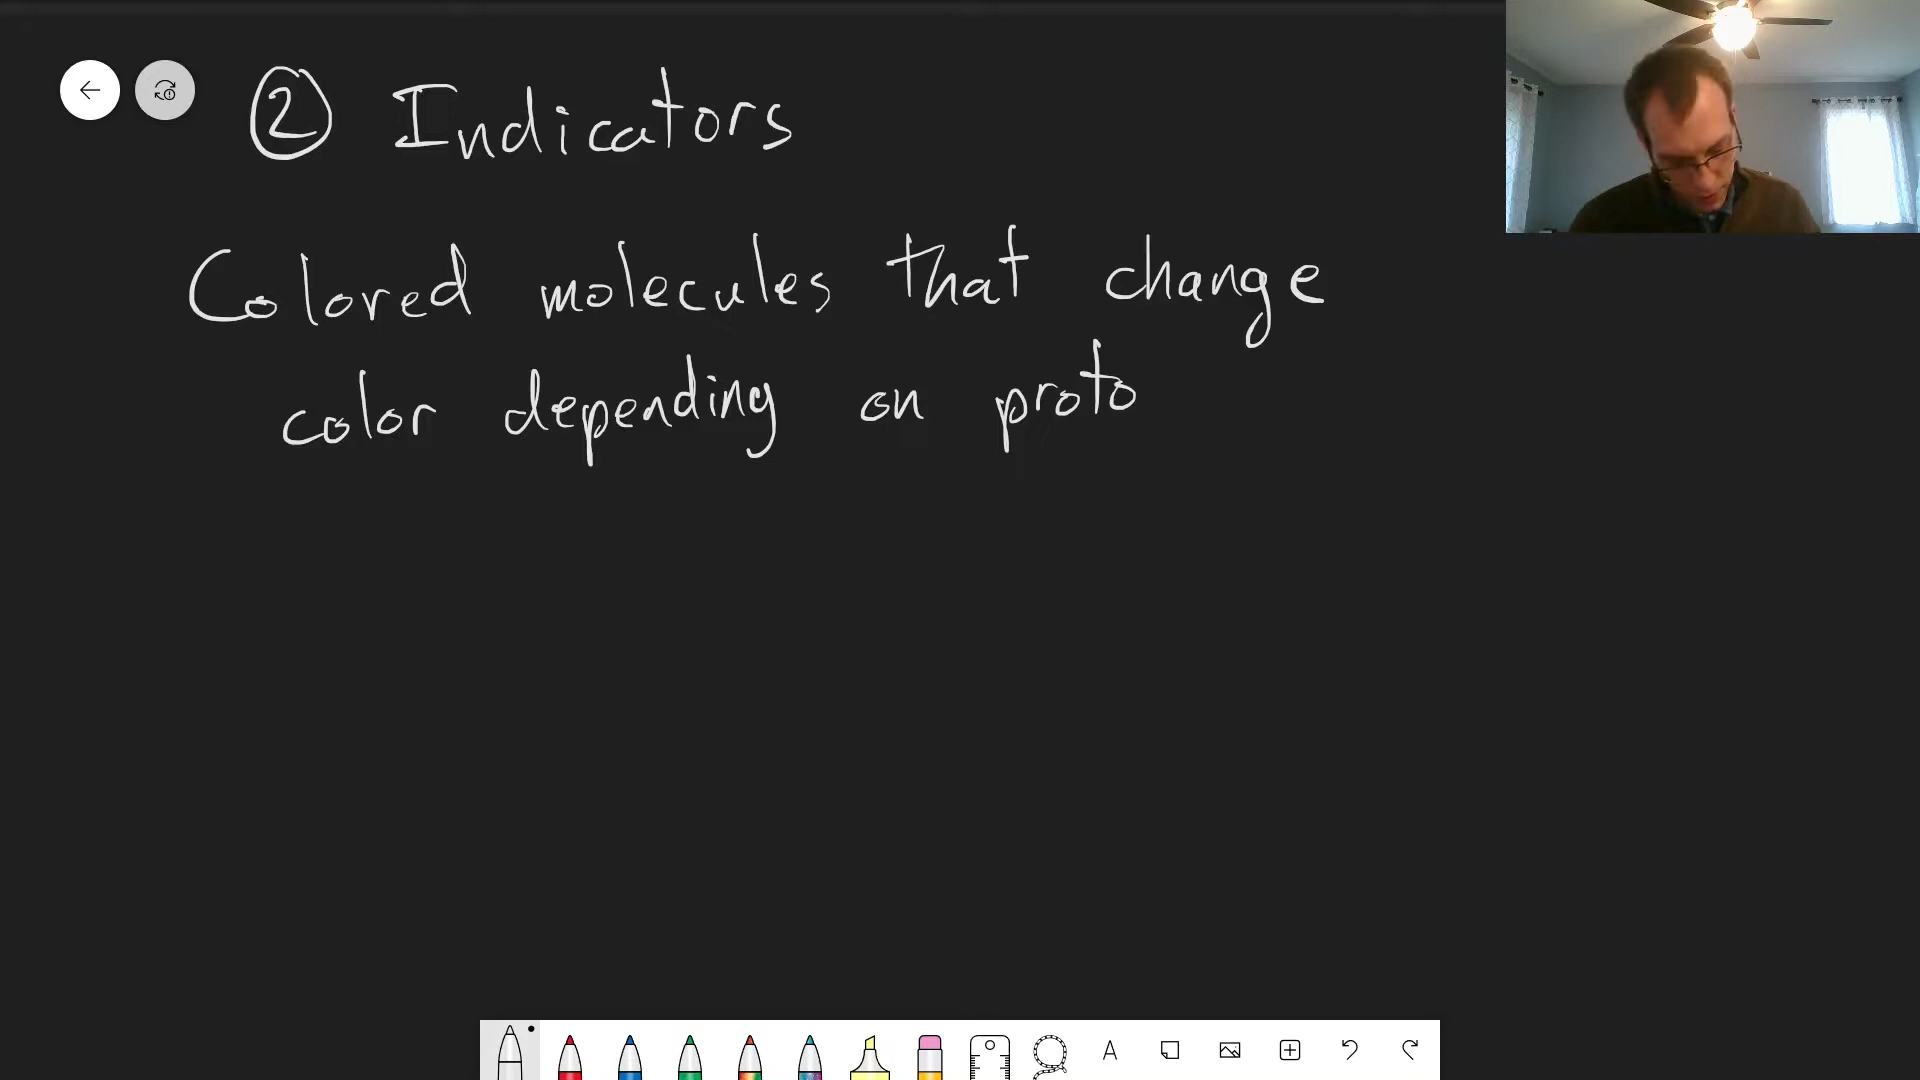 ② Indicators
Colored molecules that change
color depending on proto
A